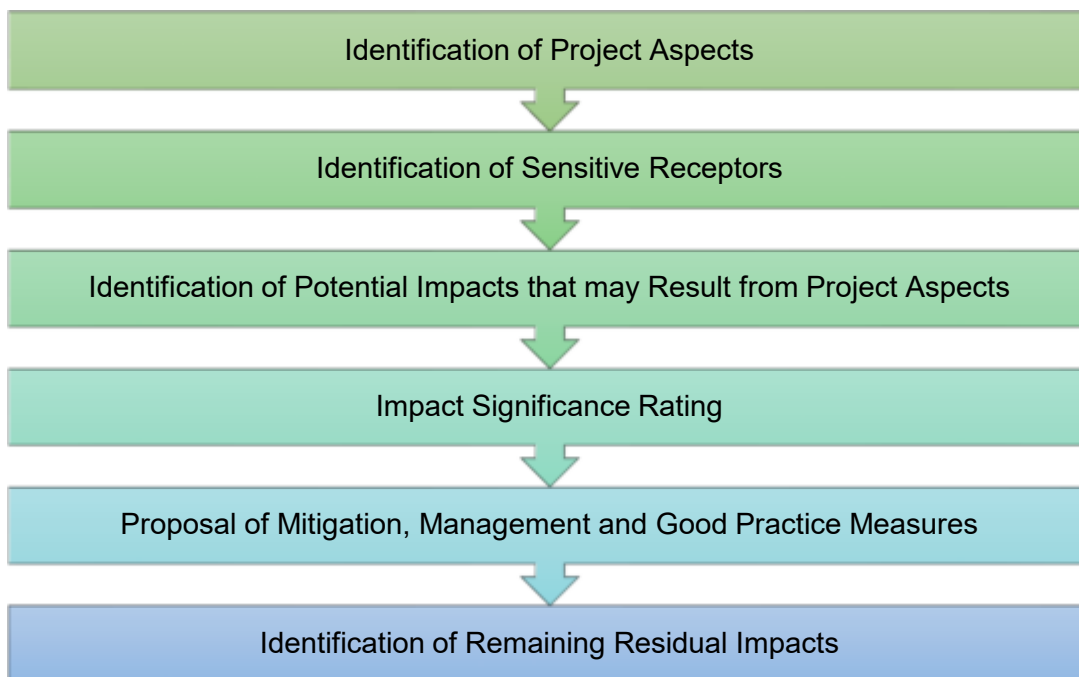 Identification of Project Aspects
Identification of Sensitive Receptors
Identification of Potential Impacts that may Result from Project Aspects
Impact Significance Rating
Proposal of Mitigation, Management and Good Practice Measures
Identification of Remaining Residual Impacts